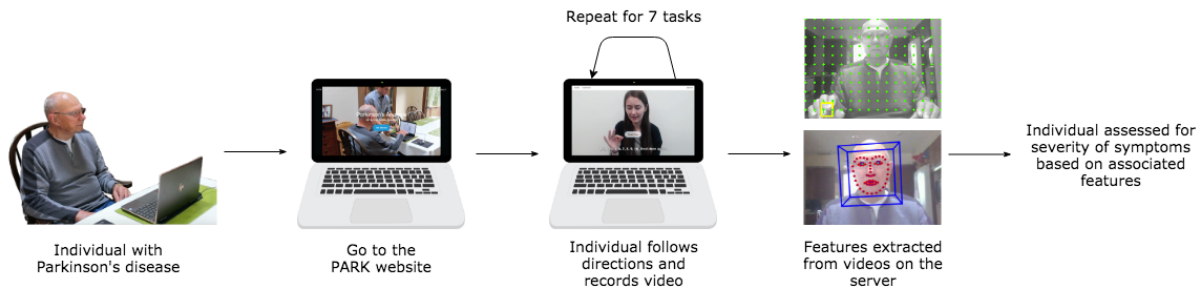 Repeat for 7 tasks
Individual with
Parkinson's disease
Go to the
PARK website
Individual follows
directions and
records video
Features extracted
from videos on the
server
Individual assessed for
severity of symptoms
based on associated
features